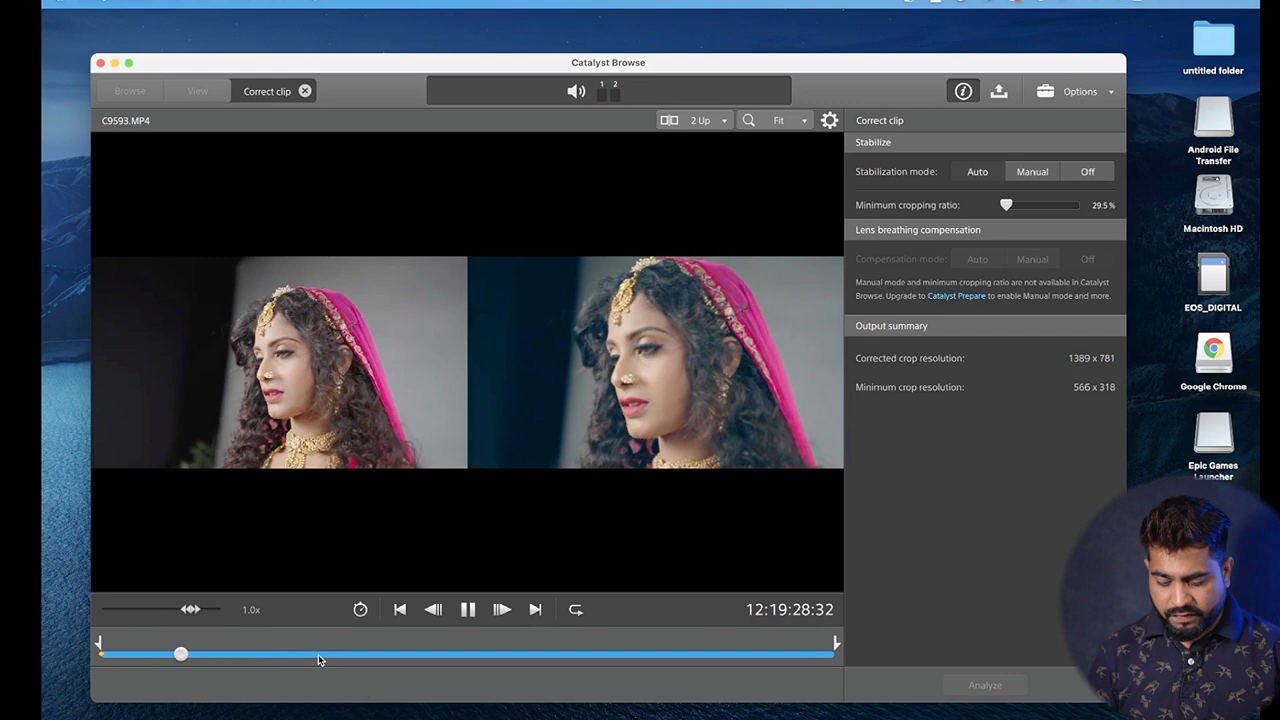 Catalyst Browse
untitled folder
Browse
View
Correct clip
1 2
Options
C9593.MP4
2 Up
Fit
Correct clip
Stabilize
Android File
Transfer
Stabilization mode:
Auto
Manual
Off
Minimum cropping ratio:
29.5 %
Macintosh HD
Lens breathing compensation
Compensation mode:
Auto
Manual
Off
Manual mode and minimum cropping ratio are not available in Catalyst
Browse. Upgrade to Catalyst Prepare to enable Manual mode and more.
EOS_DIGITAL
Output summary
Corrected crop resolution:
1389 x 781
Minimum crop resolution:
566 x 318
Google Chrome
Epic Games
Launcher
1.0x
12:19:28:32
Analyze